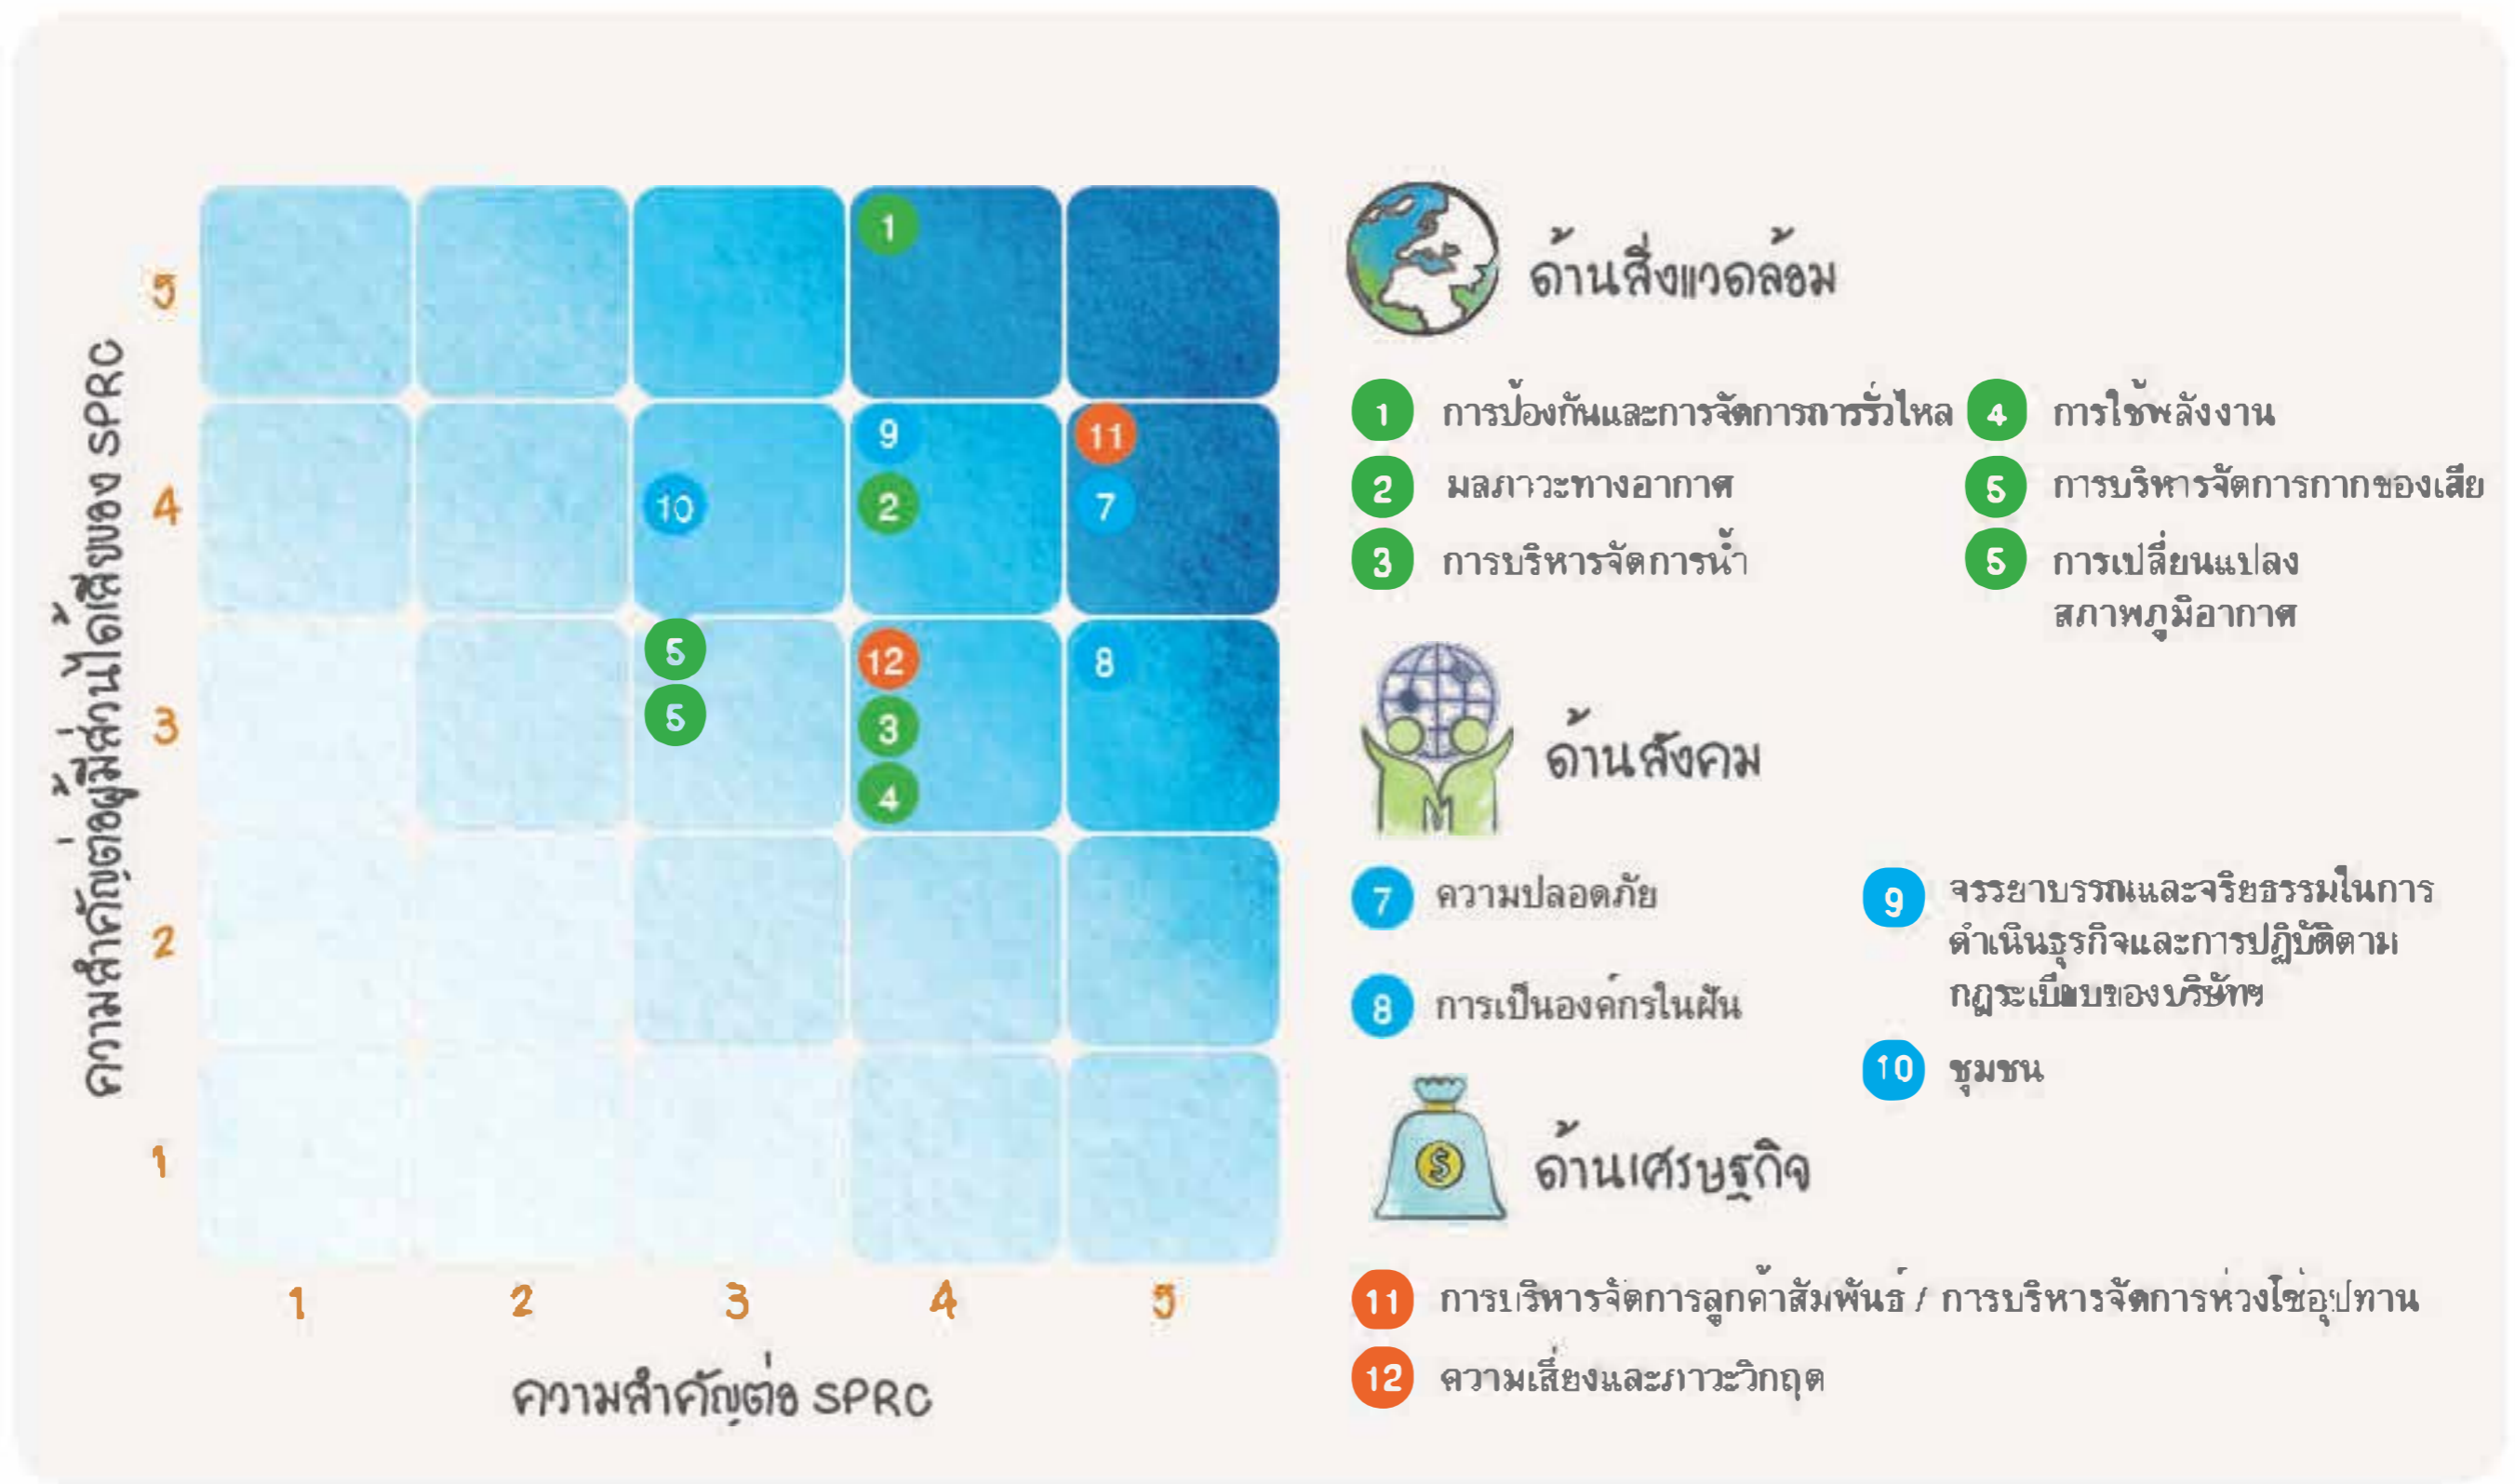 ความสำคัญต่อผู้มีส่วนได้เสียของ SPRC
5
4
3
2
1
1
9
11
10
2
7
5
12
8
5
3
4
1
2
3
4
5
ความสำคัญต่อ SPRC
ด้านสิ่งแวดล้อม
1 การป้องกันและการจัดการการรั่วไหล
2 มลภาวะทางอากาศ
3 การบริหารจัดการน้ำ
4 การใช้พลังงาน
5 การบริหารจัดการกากของเสีย
5 การเปลี่ยนแปลง
สภาพภูมิอากาศ
ด้านสังคม
7 ความปลอดภัย
8 การเป็นองค์กรในฝัน
9 จรรยาบรรณและจริยธรรมในการ
ดำเนินธุรกิจและการปฏิบัติตาม
กฎระเบียบของบริษัทฯ
10 ชุมชน
ด้านเศรษฐกิจ
11 การบริหารจัดการลูกค้าสัมพันธ์ / การบริหารจัดการห่วงโซ่อุปทาน
12 ความเสี่ยงและภาวะวิกฤต